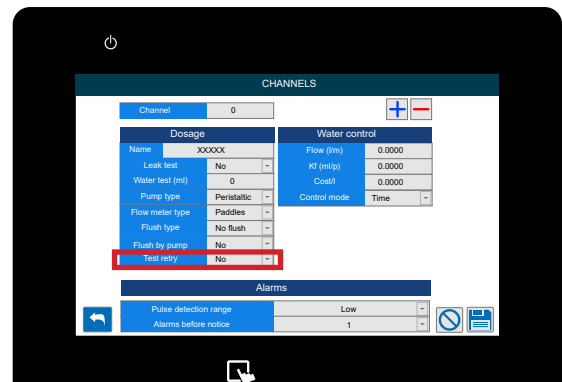 CHANNELS
Channel 0
Dosage
Name XXXXX
Leak test No
Water test (ml) 0
Pump type Peristaltic
Flow meter type Paddles
Flush type No flush
Flush by pump No
Test retry No
Water control
Flow (l/m) 0.0000
Kf (ml/p) 0.0000
Cost/l 0.0000
Control mode Time
Alarms
Pulse detection range Low
Alarms before notice 1